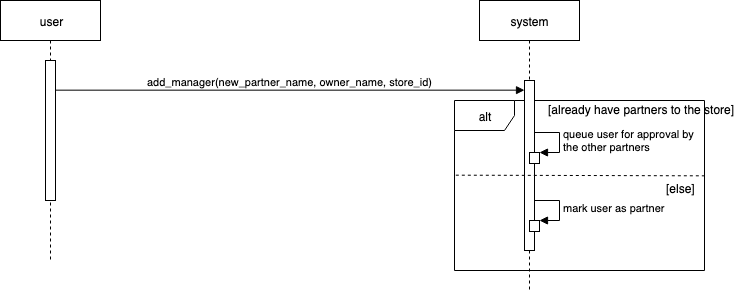 user
system
add_manager(new_partner_name, owner_name, store_id)
alt
[already have partners to the store]
queue user for approval by
the other partners
[else]
mark user as partner